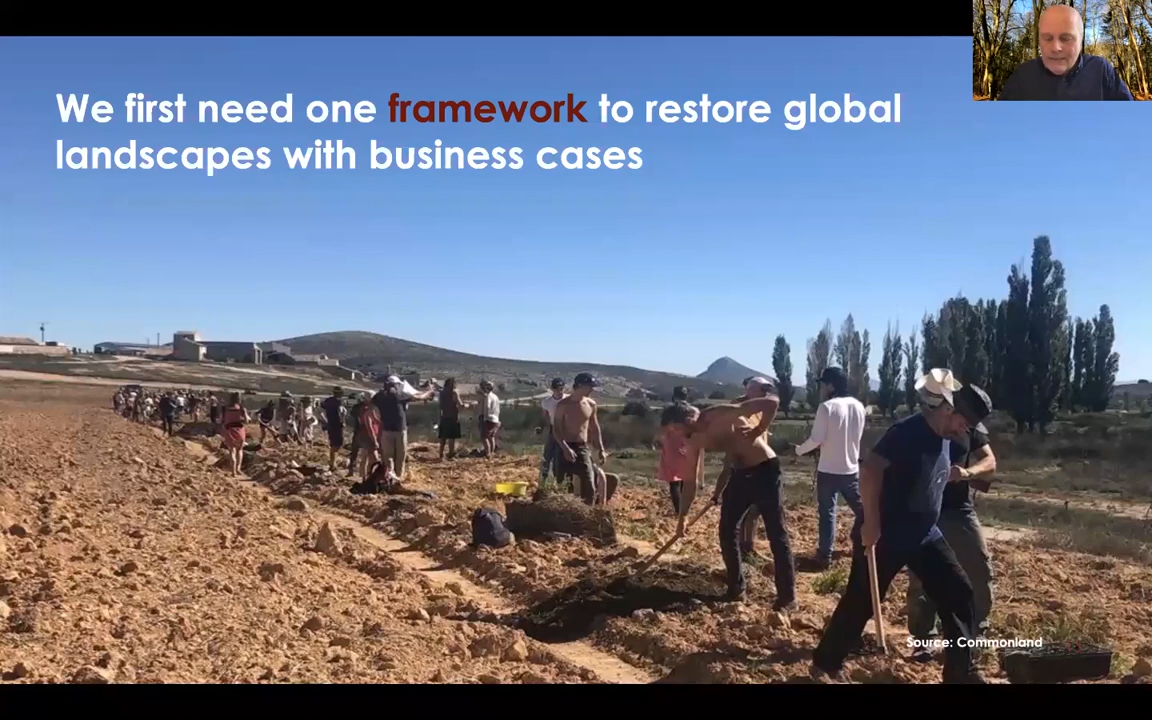 We first need one framework to restore global
landscapes with business cases
Source: Commonland